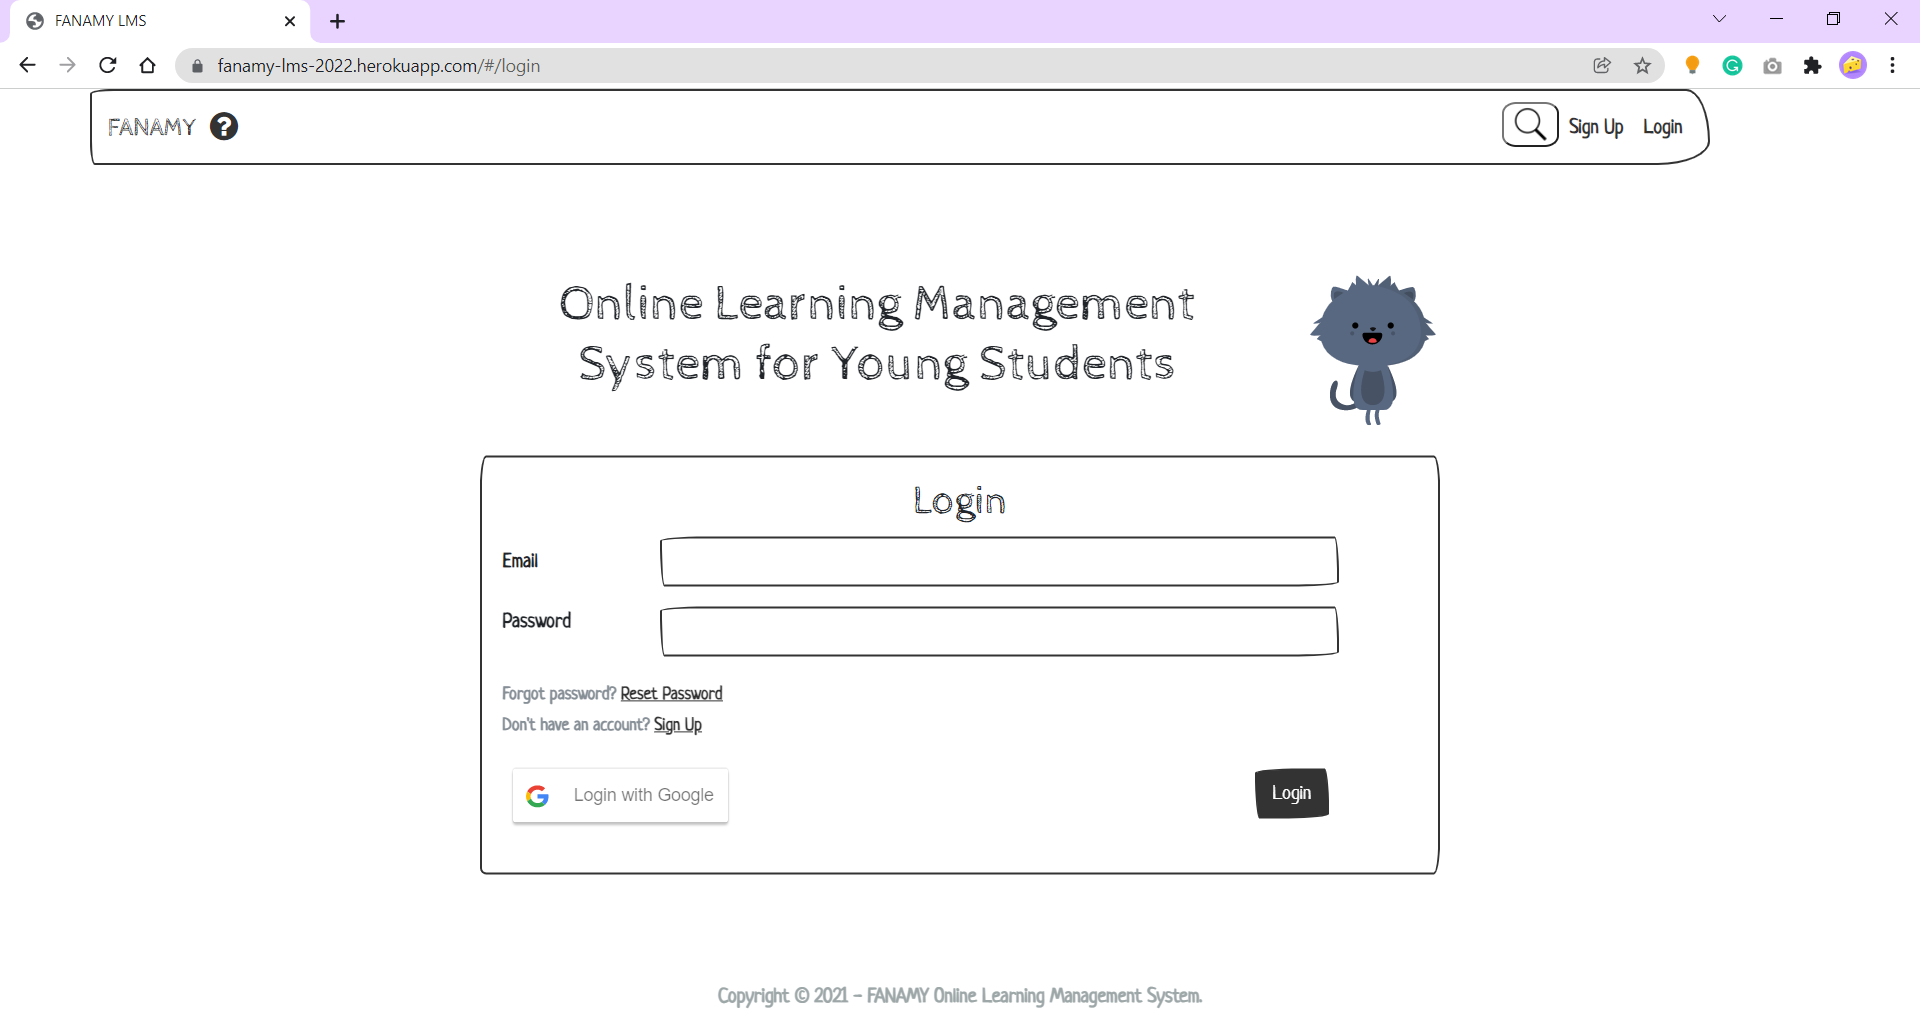 FANAMY LMS
fanamy-lms-2022.herokuapp.com/#/login
FANAMY ?
Sign Up Login
Online Learning Management
System for Young Students
Login
Email
Password
Forgot password? Reset Password
Don't have an account? Sign Up
Login with Google
Login
Copyright © 2021 - FANAMY Online Learning Management System.